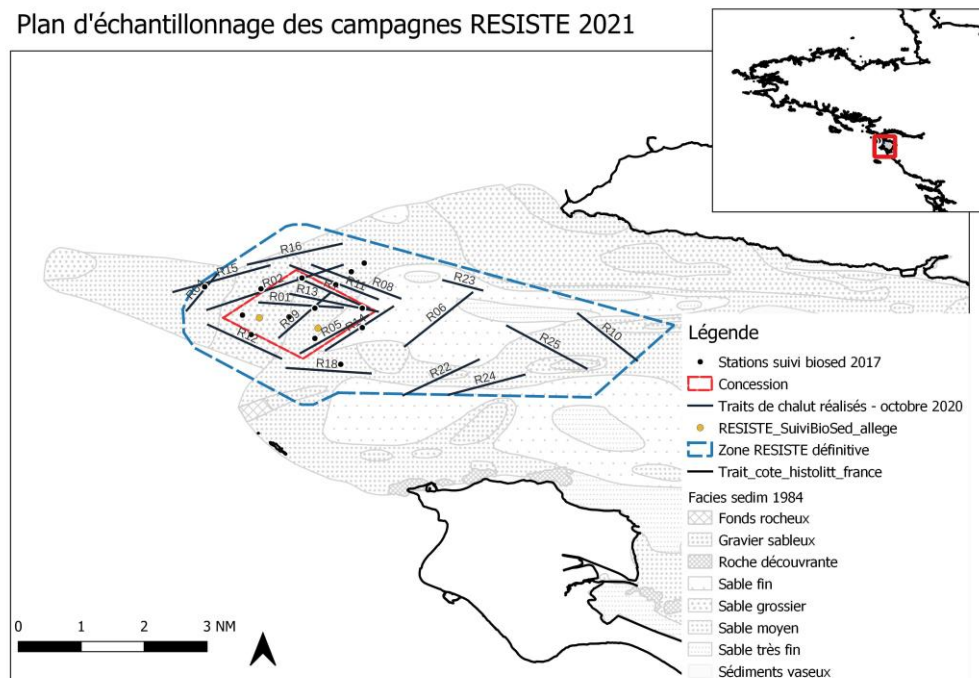 Plan d'échantillonnage des campagnes RESISTE 2021
R16
R15
R02
R11
R08
R13
R01
R09
R05
R14
R12
R18
R23
R06
R25
R10
R22
R24
Légende
Stations suivi biosed 2017
Concession
Traits de chalut réalisés - octobre 2020
RESISTE_SuiviBioSed_allege
Zone RESISTE définitive
Trait_cote_histolitt_france
Facies sedim 1984
Fonds rocheux
Gravier sableux
Roche découvrante
Sable fin
Sable grossier
Sable moyen
Sable très fin
Sédiments vaseux
0 1 2 3 NM